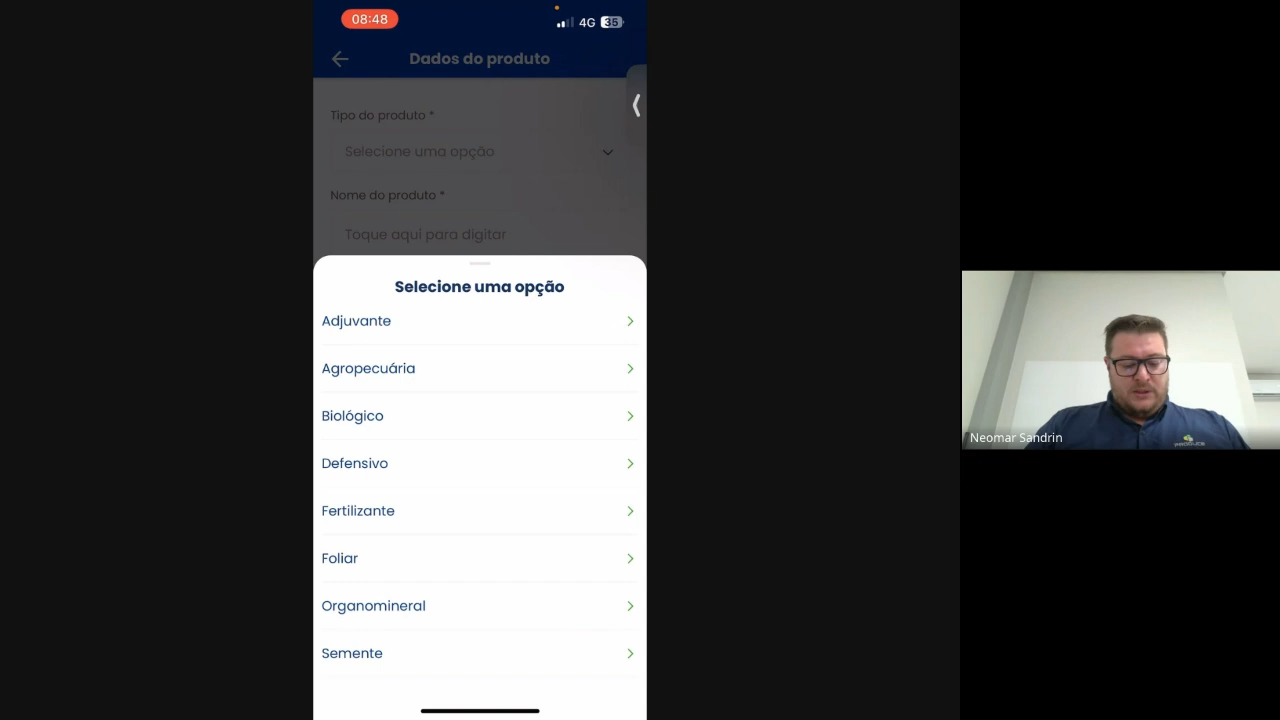 08:48
4G 35
Dados do produto
Tipo do produto *
Selecione uma opção
Nome do produto *
Toque aqui para digitar
Selecione uma opção
Adjuvante
Agropecuária
Biológico
Defensivo
Fertilizante
Foliar
Organomineral
Semente
Neomar Sandrin